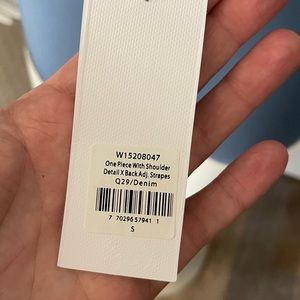 W15208047
One Piece With Shoulder
Detail X Back Adj. Strapes
Q29/Denim
7 70296 57941 1
S